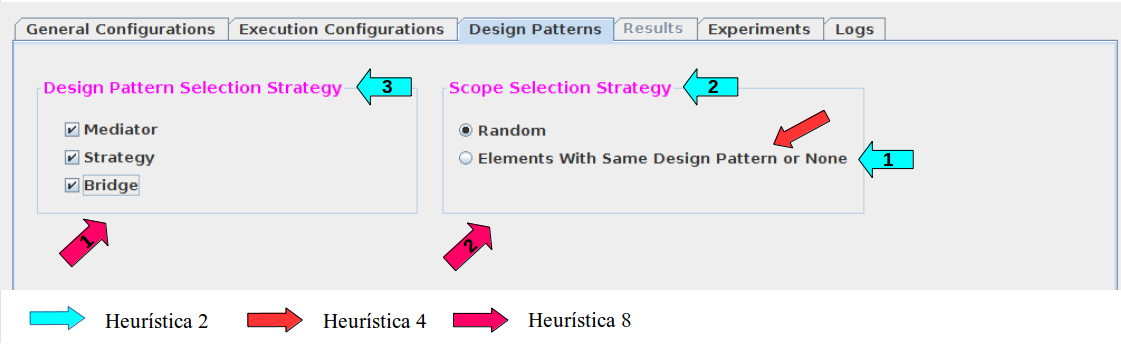 General Configurations Execution Configurations Design Patterns Results Experiments Logs
Design Pattern Selection Strategy 3 Scope Selection Strategy 2
Mediator Random
Strategy Elements With Same Design Pattern or None 1
Bridge
1 2
Heurística 2 Heurística 4 Heurística 8